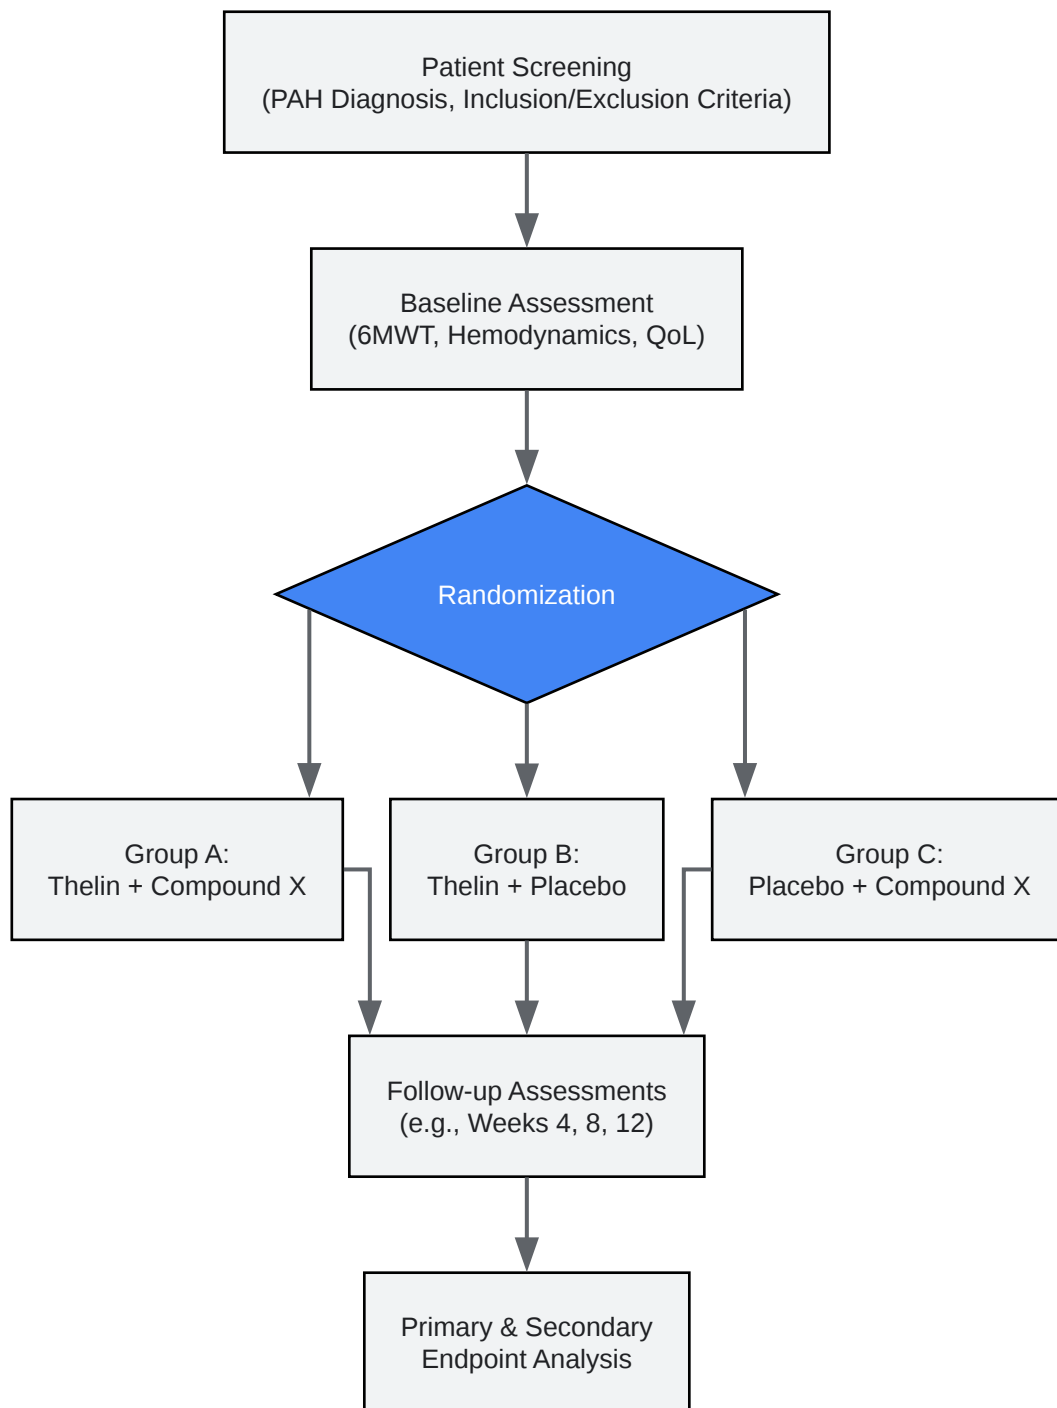 Patient Screening
(PAH Diagnosis, Inclusion/Exclusion Criteria)
Baseline Assessment
(6MWT, Hemodynamics, QoL)
Randomization
Group A:
Thelin + Compound X
Group B:
Thelin + Placebo
Group C:
Placebo + Compound X
Follow-up Assessments
(e.g., Weeks 4, 8, 12)
Primary & Secondary
Endpoint Analysis